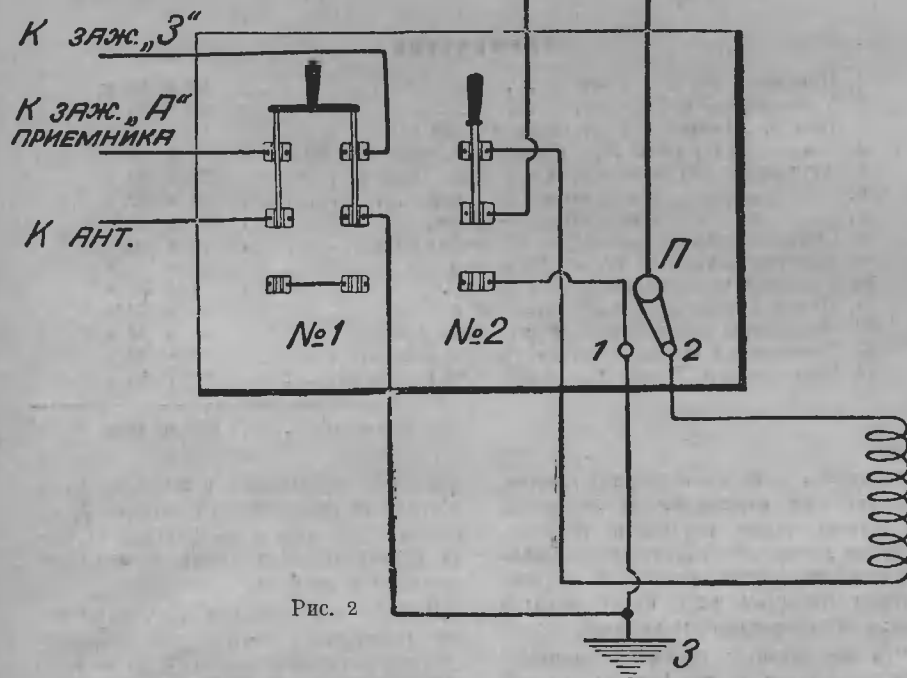 К ЗАЖ. „З“
К ЗАЖ. „А“
ПРИЕМНИКА
К АНТ.
П
№1
№2
1
2
Рис. 2
З